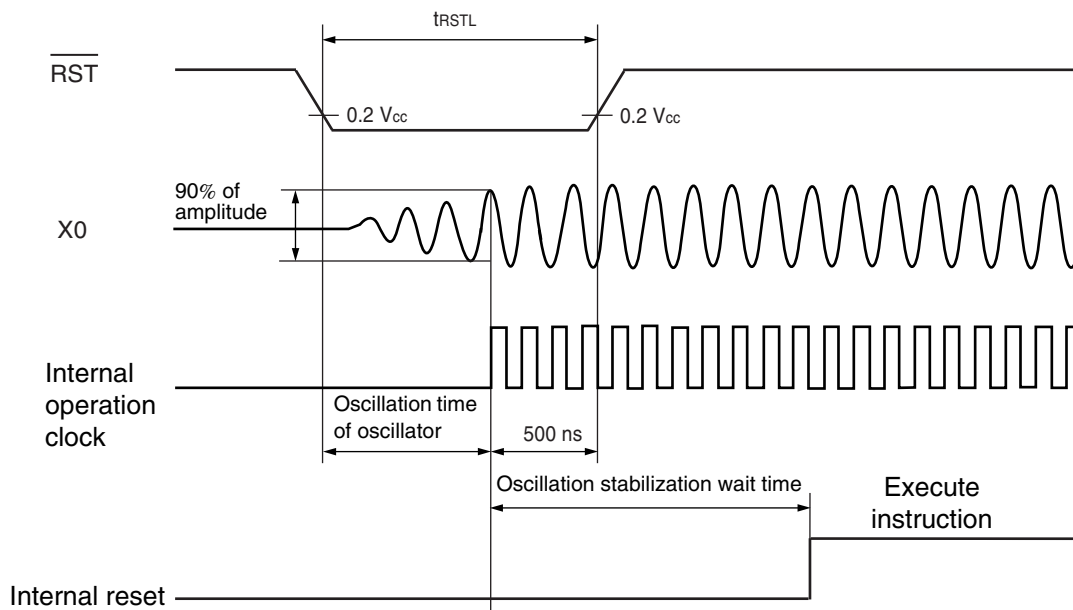 tRSTL
RST
0.2 Vcc
0.2 Vcc
90% of
amplitude
X0
Internal
operation
clock
Oscillation time
of oscillator
500 ns
Oscillation stabilization wait time
Execute
instruction
Internal reset